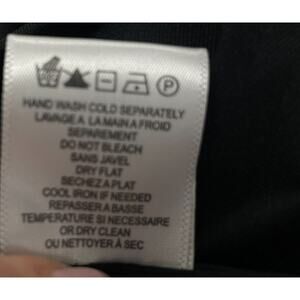 P
HAND WASH COLD SEPARATELY
LAVAGE A LA MAIN A FROID
SEPAREMENT
DO NOT BLEACH
SANS JAVEL
DRY FLAT
SECHEZ A PLAT
COOL IRON IF NEEDED
REPASSER A BASSE
TEMPERATURE SI NECESSAIRE
OR DRY CLEAN
OU NETTOYER À SEC